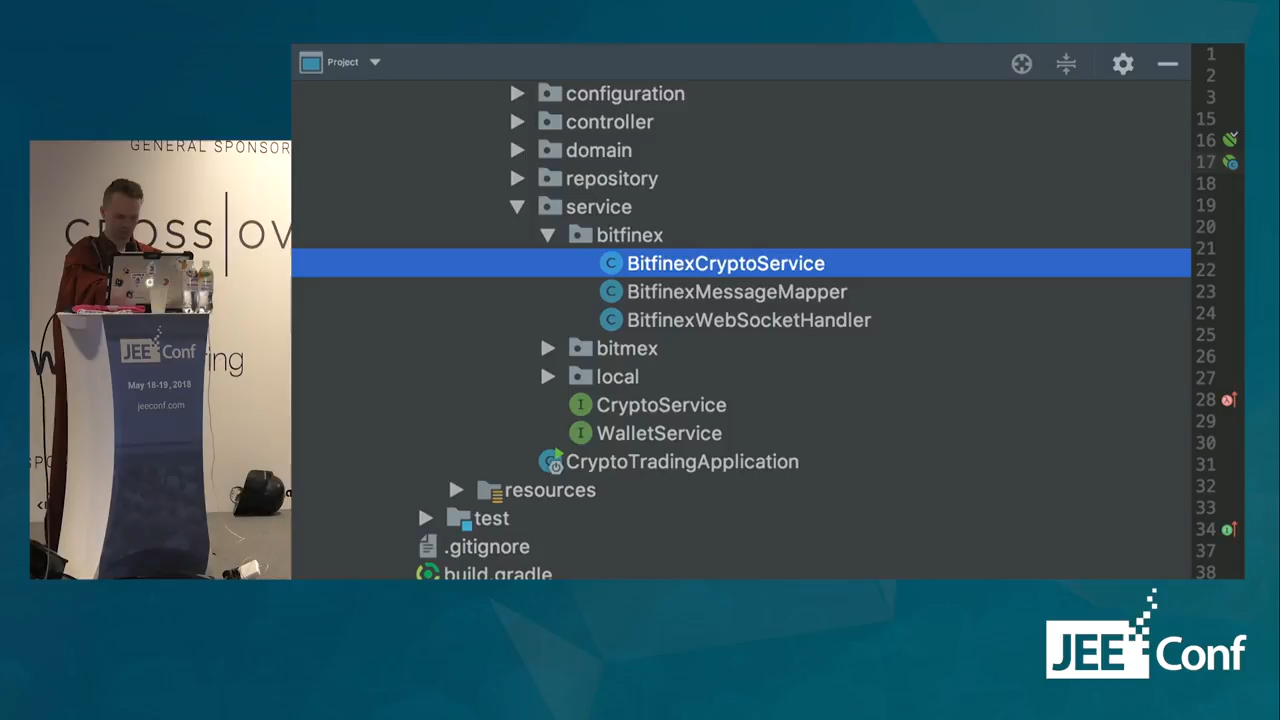 GENERAL SPONSOR
CROSS|OV
JEE Conf
May 18-19, 2018
jeeconf.com
Project
configuration
controller
domain
repository
service
bitfinex
BitfinexCryptoService
BitfinexMessageMapper
BitfinexWebSocketHandler
bitmex
local
CryptoService
WalletService
CryptoTradingApplication
resources
test
.gitignore
build.gradle
1
2
3
15
16
17
18
19
20
21
22
23
24
25
26
27
28
29
30
31
32
33
34
37
38
JEE Conf